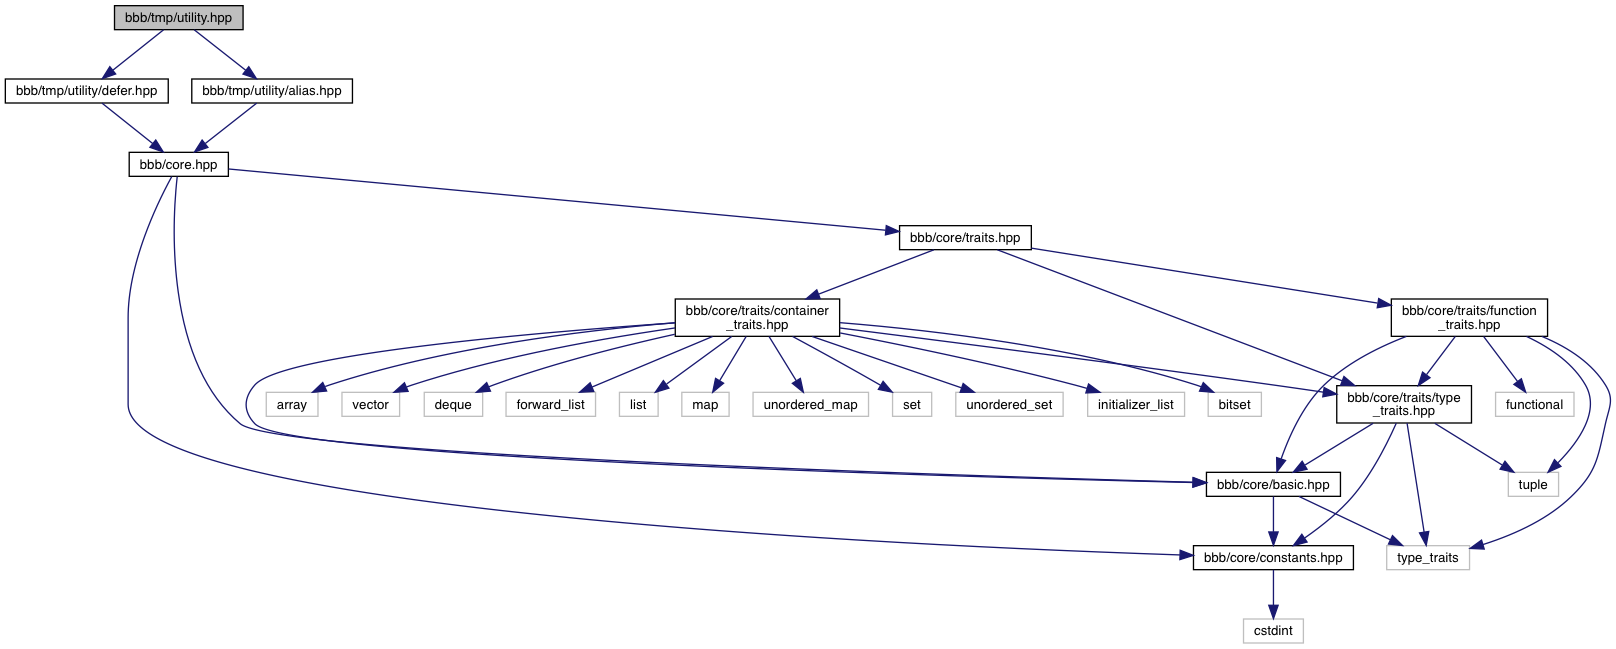 bbb/tmp/utility.hpp
bbb/tmp/utility/defer.hpp
bbb/tmp/utility/alias.hpp
bbb/core.hpp
bbb/core/traits.hpp
bbb/core/traits/container
_traits.hpp
bbb/core/traits/function
_traits.hpp
array
vector
deque
forward_list
list
map
unordered_map
set
unordered_set
initializer_list
bitset
bbb/core/traits/type
_traits.hpp
functional
bbb/core/basic.hpp
tuple
bbb/core/constants.hpp
type_traits
cstdint